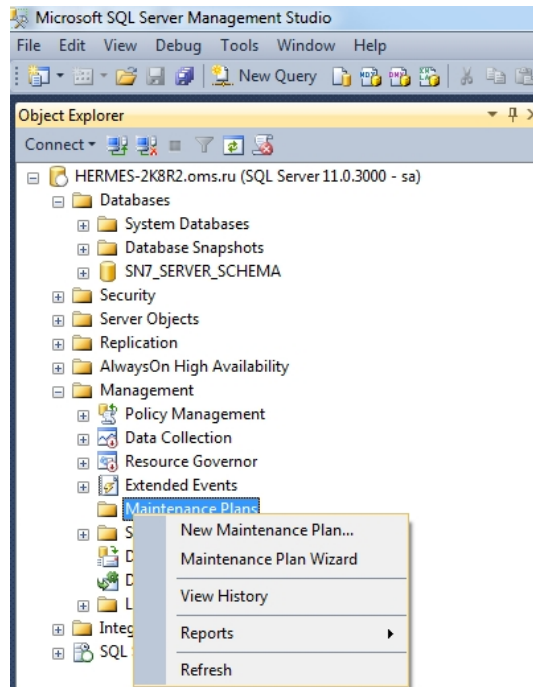 Microsoft SQL Server Management Studio
File Edit View Debug Tools Window Help
New Query
Object Explorer
Connect
HERMES-2K8R2.oms.ru (SQL Server 11.0.3000 - sa)
Databases
System Databases
Database Snapshots
SN7_SERVER_SCHEMA
Security
Server Objects
Replication
AlwaysOn High Availability
Management
Policy Management
Data Collection
Resource Governor
Extended Events
Maintenance Plans
New Maintenance Plan...
Maintenance Plan Wizard
View History
Reports
Refresh
S
D
D
L
Integ
SQL